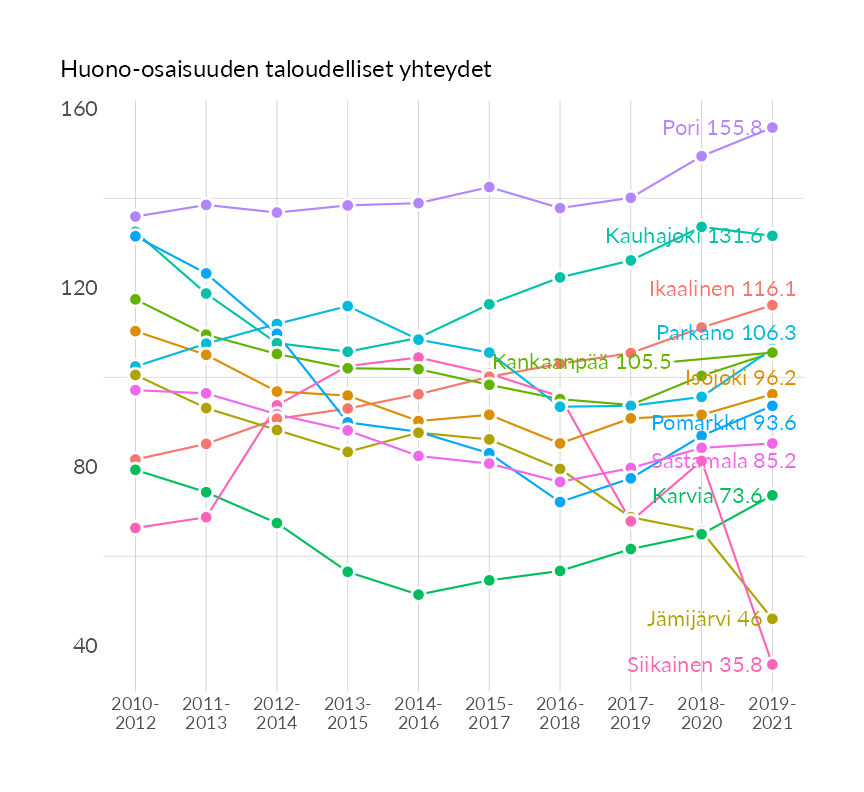 Huono-osaisuuden taloudelliset yhteydet
160
Pori 155.8
Kauhajoki 131.6
120
Ikaalinen 116.1
Parkano 106.3
Kankaanpää 105.5
Isojoki 96.2
Pomarkku 93.6
80
Sastamala 85.2
Karvia 73.6
Jämijärvi 46
40
Siikainen 35.8
2010- 2011- 2012- 2013- 2014- 2015- 2016- 2017- 2018- 2019-
2012 2013 2014 2015 2016 2017 2018 2019 2020 2021